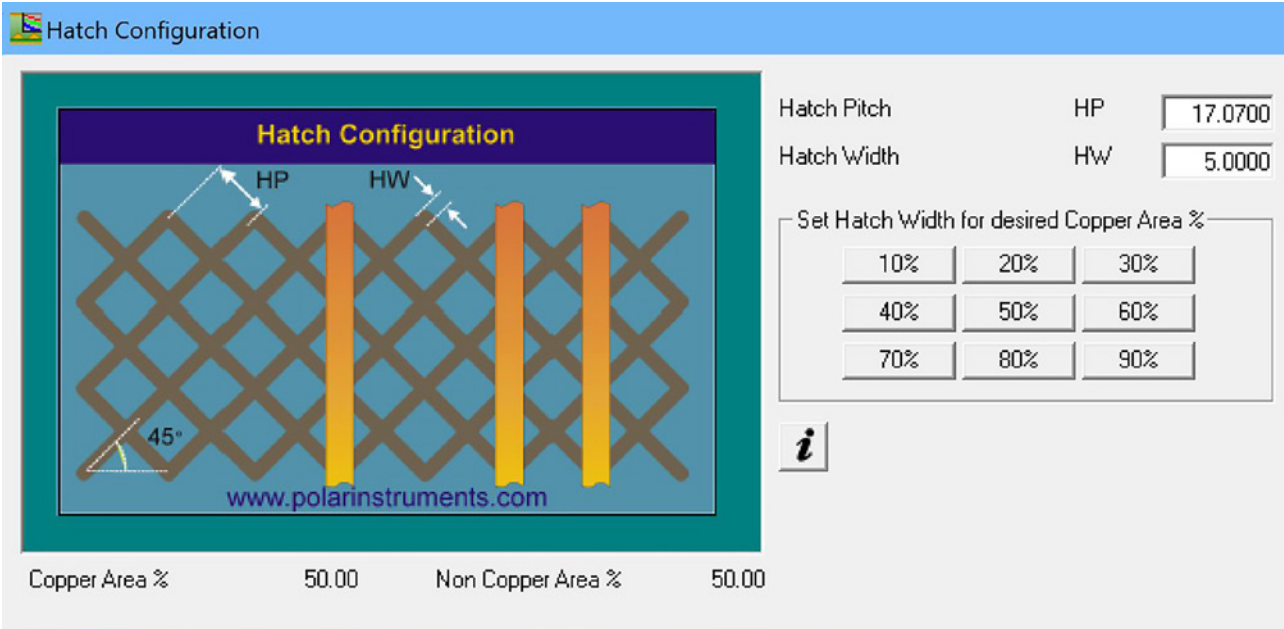 Hatch Configuration
Hatch Configuration
HP
HW
45°
www.polarinstruments.com
Hatch Pitch HP 17.0700
Hatch Width HW 5.0000
Set Hatch Width for desired Copper Area %
10% 20% 30%
40% 50% 60%
70% 80% 90%
i
Copper Area % 50.00 Non Copper Area % 50.00